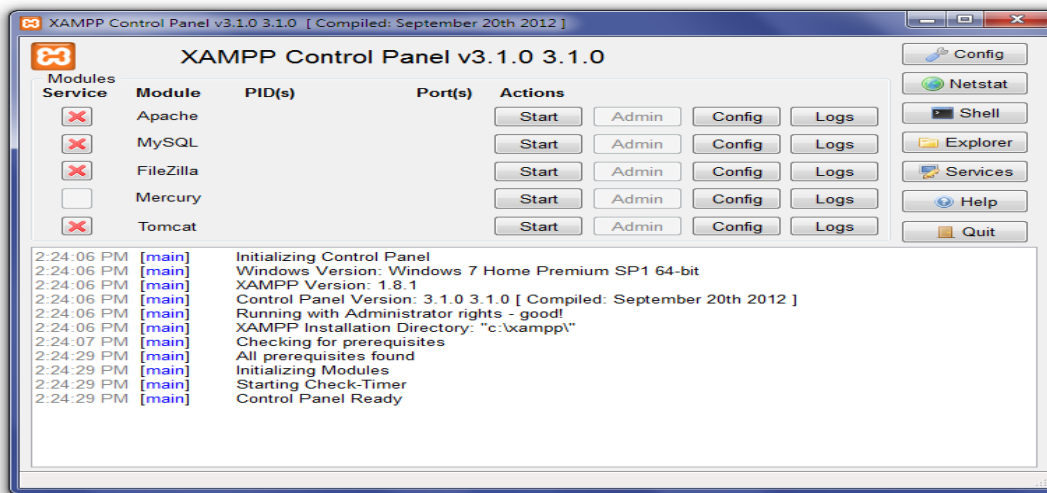 XAMPP Control Panel v3.1.0 3.1.0 [ Compiled: September 20th 2012 ]
XAMPP Control Panel v3.1.0 3.1.0
Config
Modules
Service Module PID(s) Port(s) Actions
Netstat
Apache Start Admin Config Logs
Shell
MySQL Start Admin Config Logs
Explorer
FileZilla Start Admin Config Logs
Services
Mercury Start Admin Config Logs
Help
Tomcat Start Admin Config Logs
Quit
2:24:06 PM [main] Initializing Control Panel
2:24:06 PM [main] Windows Version: Windows 7 Home Premium SP1 64-bit
2:24:06 PM [main] XAMPP Version: 1.8.1
2:24:06 PM [main] Control Panel Version: 3.1.0 3.1.0 [ Compiled: September 20th 2012 ]
2:24:06 PM [main] Running with Administrator rights - good!
2:24:06 PM [main] XAMPP Installation Directory: "c:\xampp\"
2:24:07 PM [main] Checking for prerequisites
2:24:29 PM [main] All prerequisites found
2:24:29 PM [main] Initializing Modules
2:24:29 PM [main] Starting Check-Timer
2:24:29 PM [main] Control Panel Ready